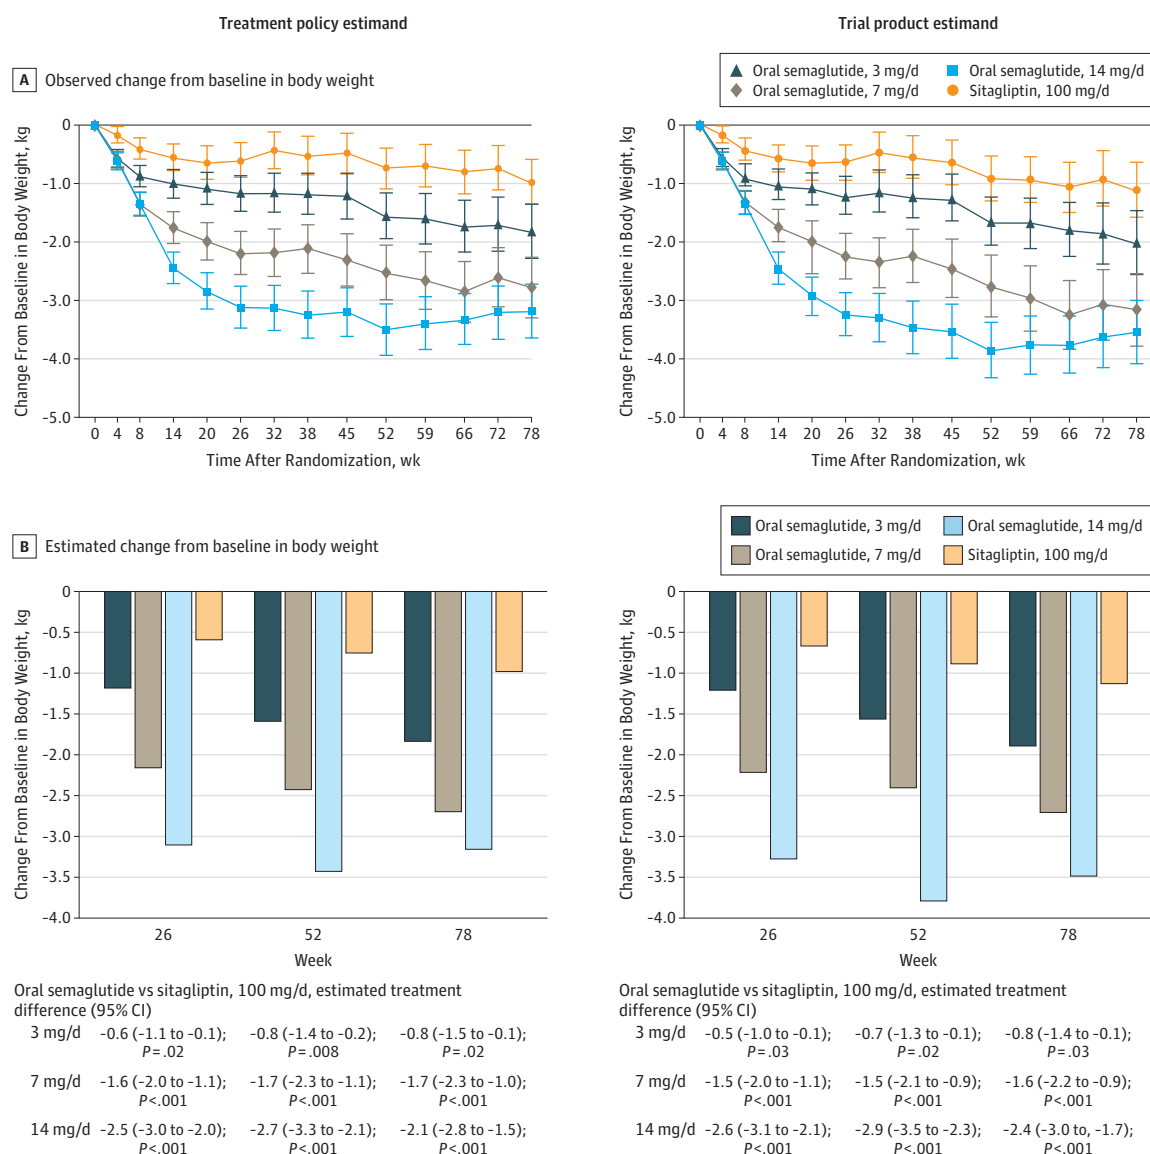 Treatment policy estimand
Trial product estimand
A Observed change from baseline in body weight
Oral semaglutide, 3 mg/d
Oral semaglutide, 14 mg/d
Oral semaglutide, 7 mg/d
Sitagliptin, 100 mg/d
Change From Baseline in Body Weight, kg
0
-1.0
-2.0
-3.0
-4.0
-5.0
0 4 8 14 20 26 32 38 45 52 59 66 72 78
Time After Randomization, wk
Change From Baseline in Body Weight, kg
0
-1.0
-2.0
-3.0
-4.0
-5.0
0 4 8 14 20 26 32 38 45 52 59 66 72 78
Time After Randomization, wk
B Estimated change from baseline in body weight
Oral semaglutide, 3 mg/d
Oral semaglutide, 14 mg/d
Oral semaglutide, 7 mg/d
Sitagliptin, 100 mg/d
Change From Baseline in Body Weight, kg
0
-0.5
-1.0
-1.5
-2.0
-2.5
-3.0
-3.5
-4.0
26 52 78
Week
Change From Baseline in Body Weight, kg
0
-0.5
-1.0
-1.5
-2.0
-2.5
-3.0
-3.5
-4.0
26 52 78
Week
Oral semaglutide vs sitagliptin, 100 mg/d, estimated treatment
difference (95% CI)
3 mg/d -0.6 (-1.1 to -0.1); -0.8 (-1.4 to -0.2); -0.8 (-1.5 to -0.1);
P = .02 P = .008 P = .02
7 mg/d -1.6 (-2.0 to -1.1); -1.7 (-2.3 to -1.1); -1.7 (-2.3 to -1.0);
P<.001 P<.001 P<.001
14 mg/d -2.5 (-3.0 to -2.0); -2.7 (-3.3 to -2.1); -2.1 (-2.8 to -1.5);
P<.001 P<.001 P<.001
Oral semaglutide vs sitagliptin, 100 mg/d, estimated treatment
difference (95% CI)
3 mg/d -0.5 (-1.0 to -0.1); -0.7 (-1.3 to -0.1); -0.8 (-1.4 to -0.1);
P = .03 P = .02 P = .03
7 mg/d -1.5 (-2.0 to -1.1); -1.5 (-2.1 to -0.9); -1.6 (-2.2 to -0.9);
P<.001 P<.001 P<.001
14 mg/d -2.6 (-3.1 to -2.1); -2.9 (-3.5 to -2.3); -2.4 (-3.0 to, -1.7);
P<.001 P<.001 P<.001